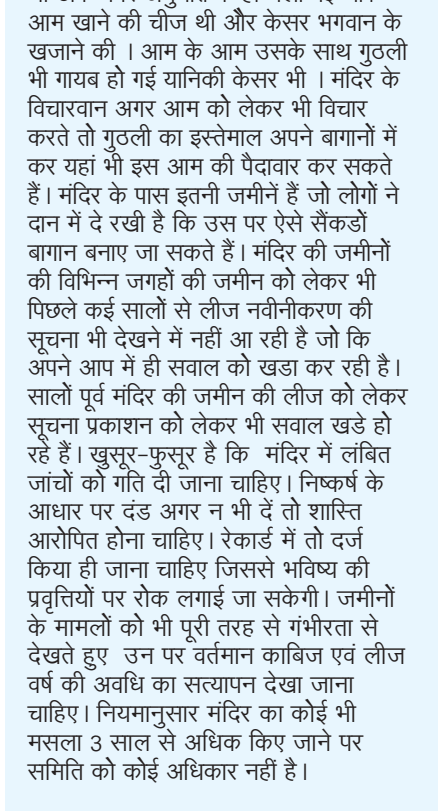 आम खाने की चीज थी और केसर भगवान के
खजाने की । आम के आम उसके साथ गुठली
भी गायब हो गई यानिकी केसर भी । मंदिर के
विचारवान अगर आम को लेकर भी विचार
करते तो गुठली का इस्तेमाल अपने बागानों में
कर यहां भी इस आम की पैदावार कर सकते
हैं। मंदिर के पास इतनी जमीनें हैं जो लोगों ने
दान में दे रखी है कि उस पर ऐसे सैंकडों
बागान बनाए जा सकते हैं। मंदिर की जमीनों
की विभिन्न जगहों की जमीन को लेकर भी
पिछले कई सालों से लीज नवीनीकरण की
सूचना भी देखने में नहीं आ रही है जो कि
अपने आप में ही सवाल को खडा कर रही है।
सालों पूर्व मंदिर की जमीन की लीज को लेकर
सूचना प्रकाशन को लेकर भी सवाल खडे हो
रहे हैं। खुसूर-फुसूर है कि मंदिर में लंबित
जांचों को गति दी जाना चाहिए। निष्कर्ष के
आधार पर दंड अगर न भी दें तो शास्ति
आरोपित होना चाहिए। रेकार्ड में तो दर्ज
किया ही जाना चाहिए जिससे भविष्य की
प्रवृत्तियों पर रोक लगाई जा सकेगी। जमीनों
के मामलों को भी पूरी तरह से गंभीरता से
देखते हुए उन पर वर्तमान काबिज एवं लीज
वर्ष की अवधि का सत्यापन देखा जाना
चाहिए। नियमानुसार मंदिर का कोई भी
मसला 3 साल से अधिक किए जाने पर
समिति को कोई अधिकार नहीं है।